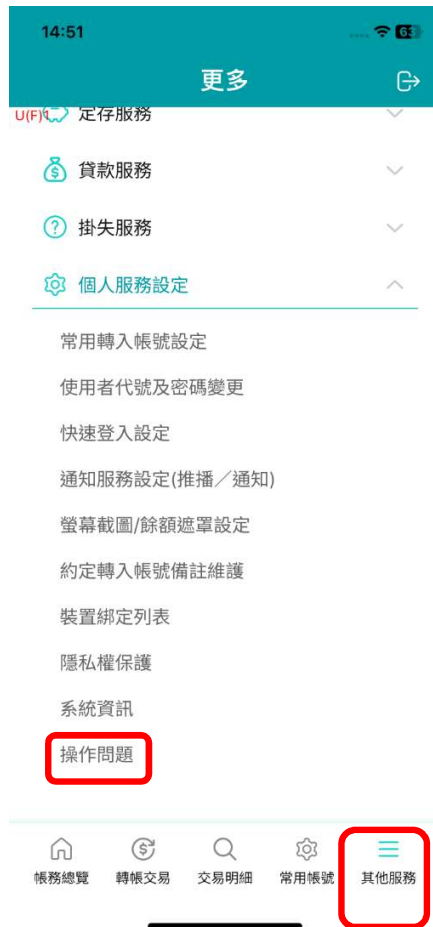 14:51
63
更多
U(F)1
定存服務
貸款服務
掛失服務
個人服務設定
常用轉入帳號設定
使用者代號及密碼變更
快速登入設定
通知服務設定(推播／通知)
螢幕截圖/餘額遮罩設定
約定轉入帳號備註維護
裝置綁定列表
隱私權保護
系統資訊
操作問題
帳務總覽 轉帳交易 交易明細 常用帳號 其他服務